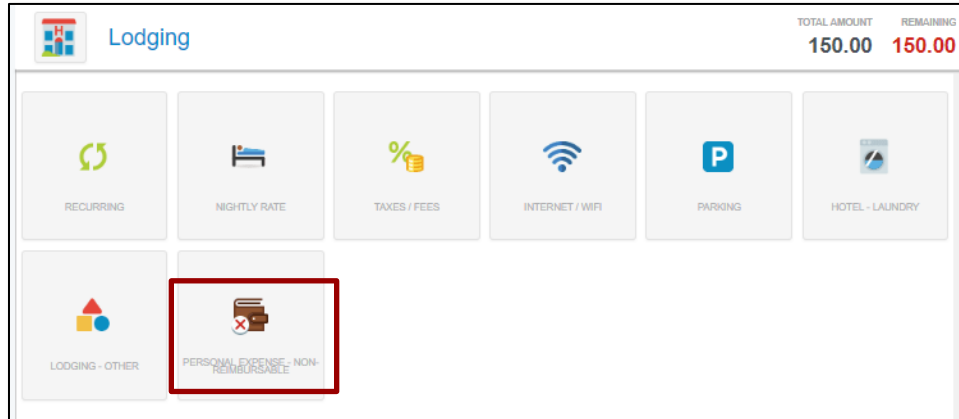 H
Lodging
TOTAL AMOUNT
REMAINING
150.00
150.00
RECURRING
NIGHTLY RATE
%
TAXES / FEES
INTERNET / WIFI
P
PARKING
HOTEL - LAUNDRY
LODGING - OTHER
PERSONAL EXPENSE - NON-
REIMBURSABLE